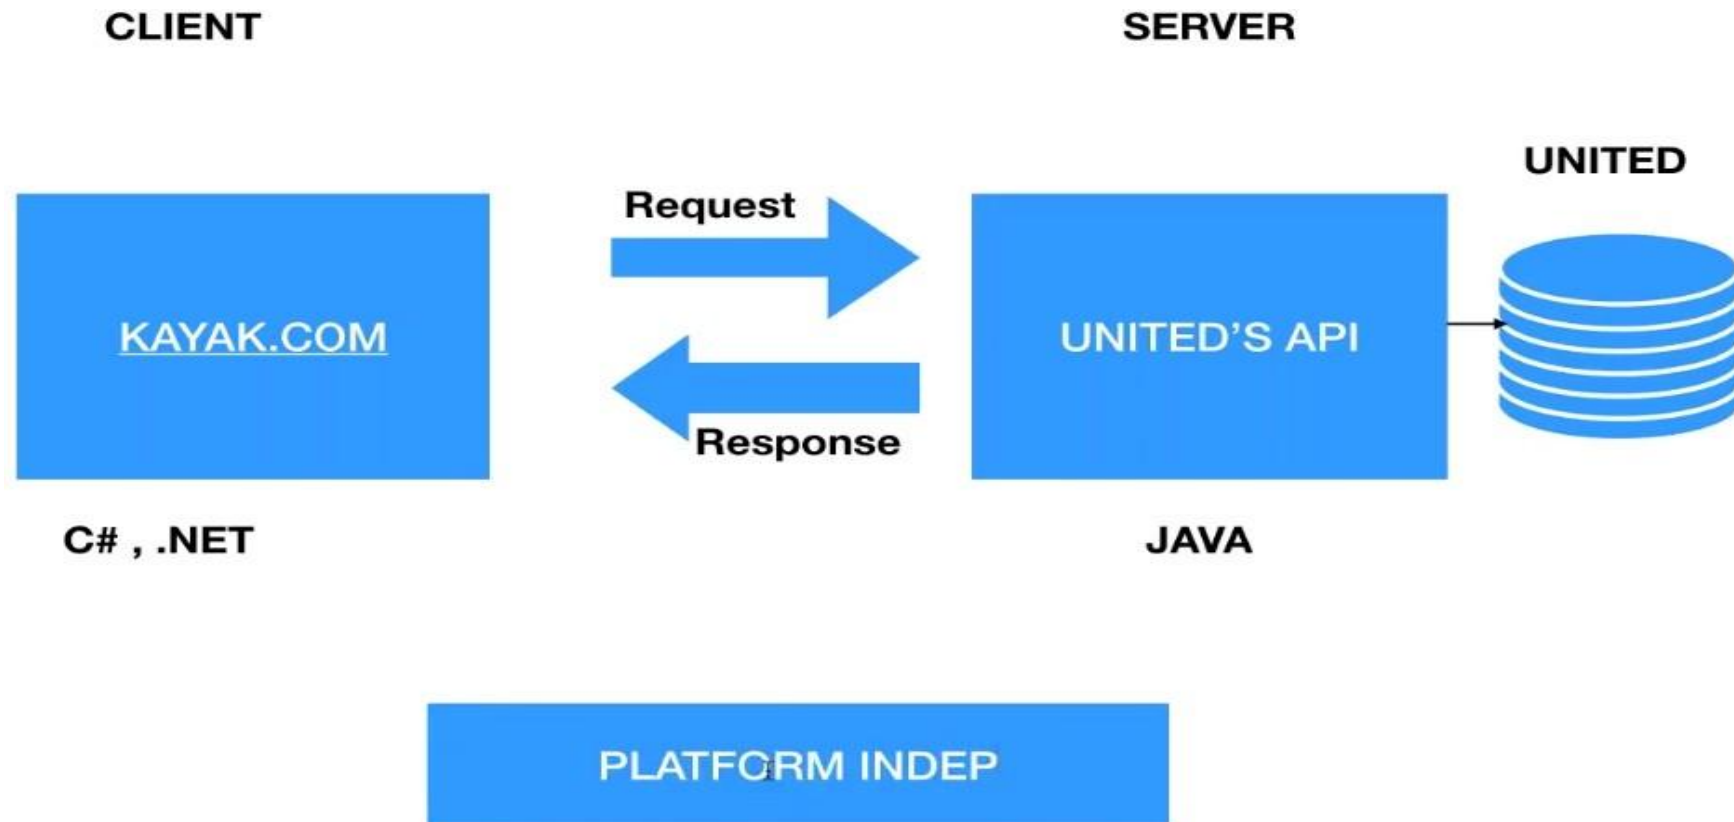 CLIENT
SERVER
UNITED
Request
KAYAK.COM
UNITED'S API
Response
C# , .NET
JAVA
PLATFORM INDEP